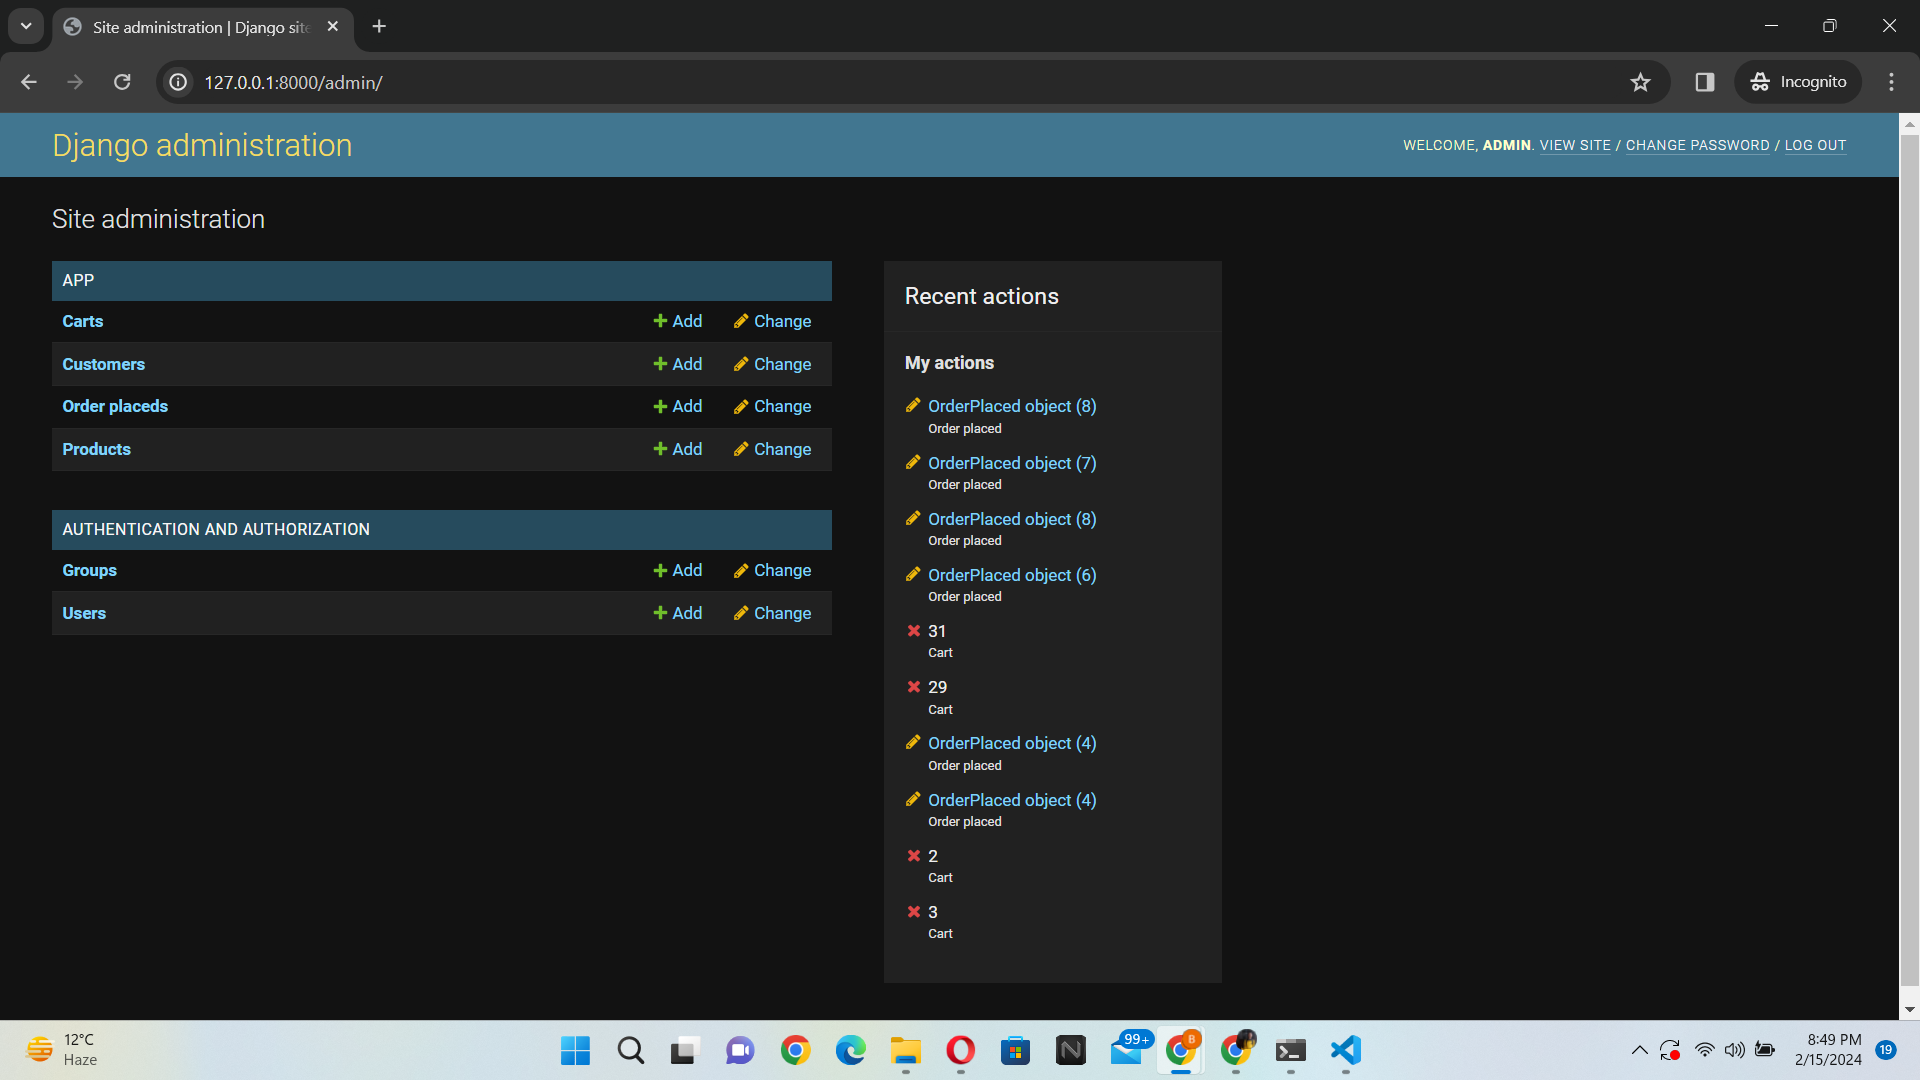 Site administration | Django sit
127.0.0.1:8000/admin/
Incognito
Django administration
WELCOME, ADMIN. VIEW SITE / CHANGE PASSWORD / LOG OUT
Site administration
APP
Carts Add Change
Customers Add Change
Order placeds Add Change
Products Add Change
AUTHENTICATION AND AUTHORIZATION
Groups Add Change
Users Add Change
Recent actions
My actions
OrderPlaced object (8)
Order placed
OrderPlaced object (7)
Order placed
OrderPlaced object (8)
Order placed
OrderPlaced object (6)
Order placed
31
Cart
29
Cart
OrderPlaced object (4)
Order placed
OrderPlaced object (4)
Order placed
2
Cart
3
Cart
12°C
Haze
99+
B
8:49 PM
2/15/2024
19